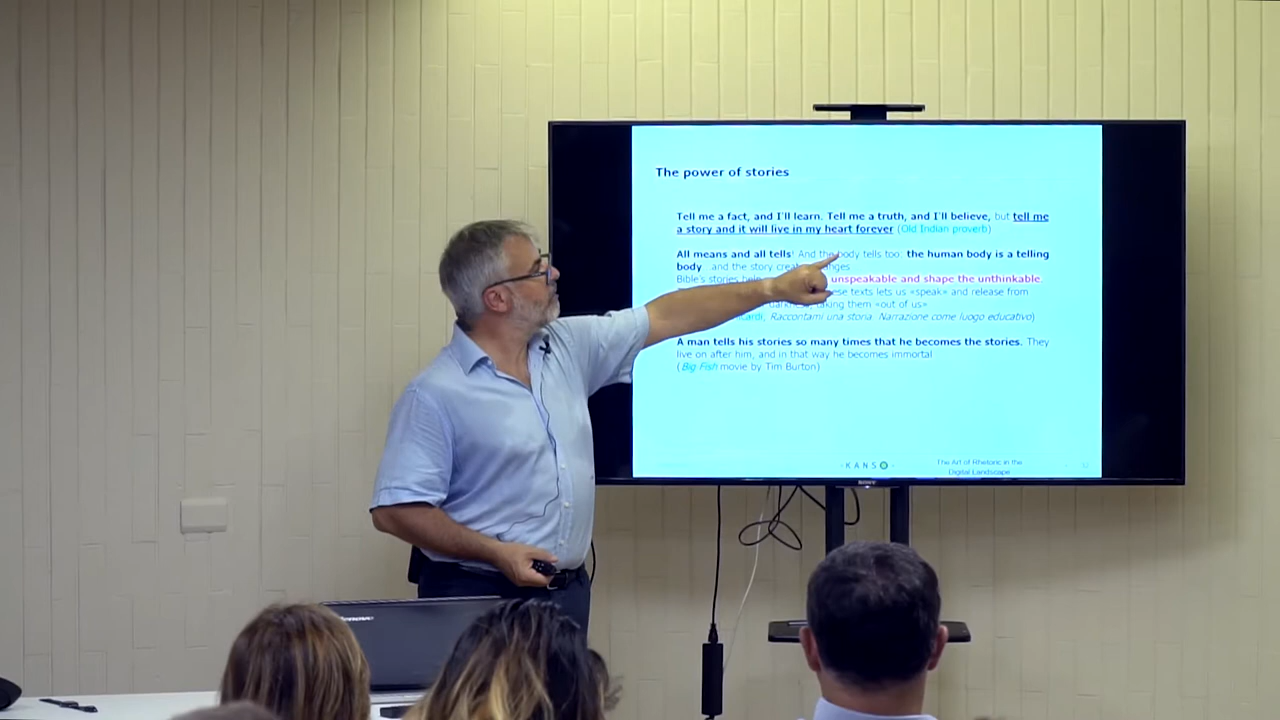 The power of stories
Tell me a fact, and I'll learn. Tell me a truth, and I'll believe, but tell me
a story and it will live in my heart forever (Old Indian proverb)
All means and all tells! And the body tells too: the human body is a telling
body and the story anges
Bible's stories unspeakable and shape the unthinkable.
ese texts lets us «speak» and release from
taking them «out of us»
cardi, Raccontami una storia. Narrazione come luogo educativo)
A man tells his stories so many times that he becomes the stories. They
live on after him, and in that way he becomes immortal
(Big Fish movie by Tim Burton)
KANSO
The Art of Rhetoric in the
Digital Landscape
SONY